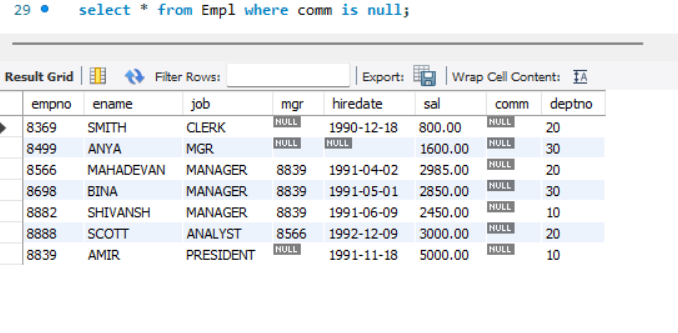 29 select * from Empl where comm is null;
Result Grid Filter Rows: Export: Wrap Cell Content: IA
empno ename job mgr hiredate sal comm deptno
8369 SMITH CLERK NULL 1990-12-18 800.00 NULL 20
8499 ANYA MGR NULL NULL 1600.00 NULL 30
8566 MAHADEVAN MANAGER 8839 1991-04-02 2985.00 NULL 20
8698 BINA MANAGER 8839 1991-05-01 2850.00 NULL 30
8882 SHIVANSH MANAGER 8839 1991-06-09 2450.00 NULL 10
8888 SCOTT ANALYST 8566 1992-12-09 3000.00 NULL 20
8839 AMIR PRESIDENT NULL 1991-11-18 5000.00 NULL 10